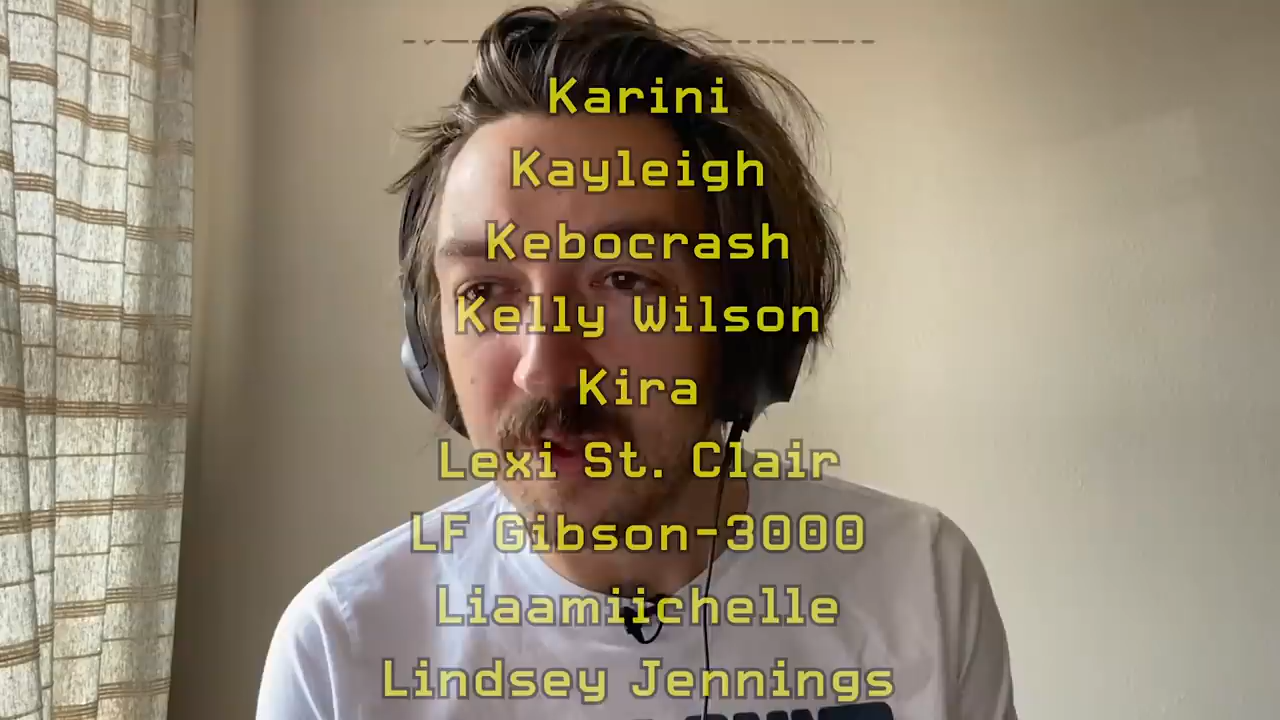 Karini
Kayleigh
Kebocrash
Kelly Wilson
Kira
Lexi St. Clair
LF Gibson-3000
Liaamiichelle
Lindsey Jennings